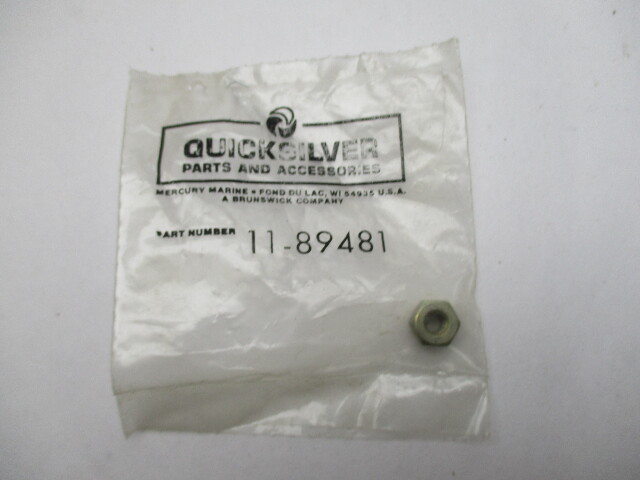 QUICKSILVER
PARTS AND ACCESSORIES
MERCURY MARINE • FOND DU LAC, WI 54935 U.S.A.
A BRUNSWICK COMPANY
PART NUMBER 11-89481